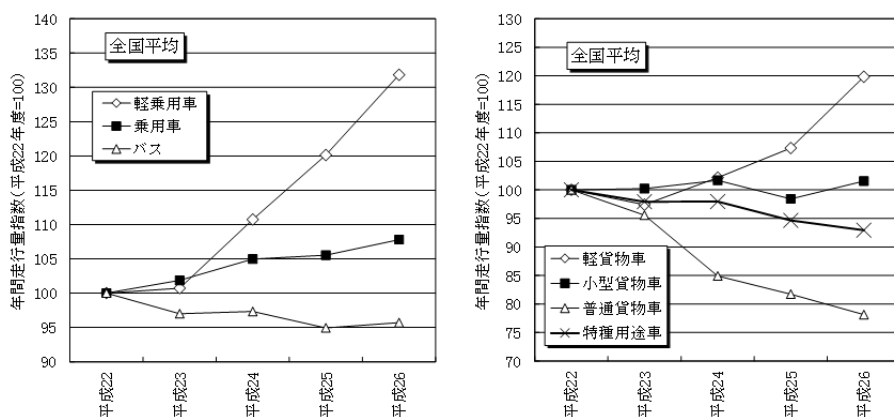 年間走行量指数(平成22年度=100)
140
135
130
125
120
115
110
105
100
95
90
全国平均
軽乗用車
乗用車
バス
平成22
平成23
平成24
平成25
平成26
年間走行量指数(平成22年度=100)
130
125
120
115
110
105
100
95
90
85
80
75
70
全国平均
軽貨物車
小型貨物車
普通貨物車
特種用途車
平成22
平成23
平成24
平成25
平成26